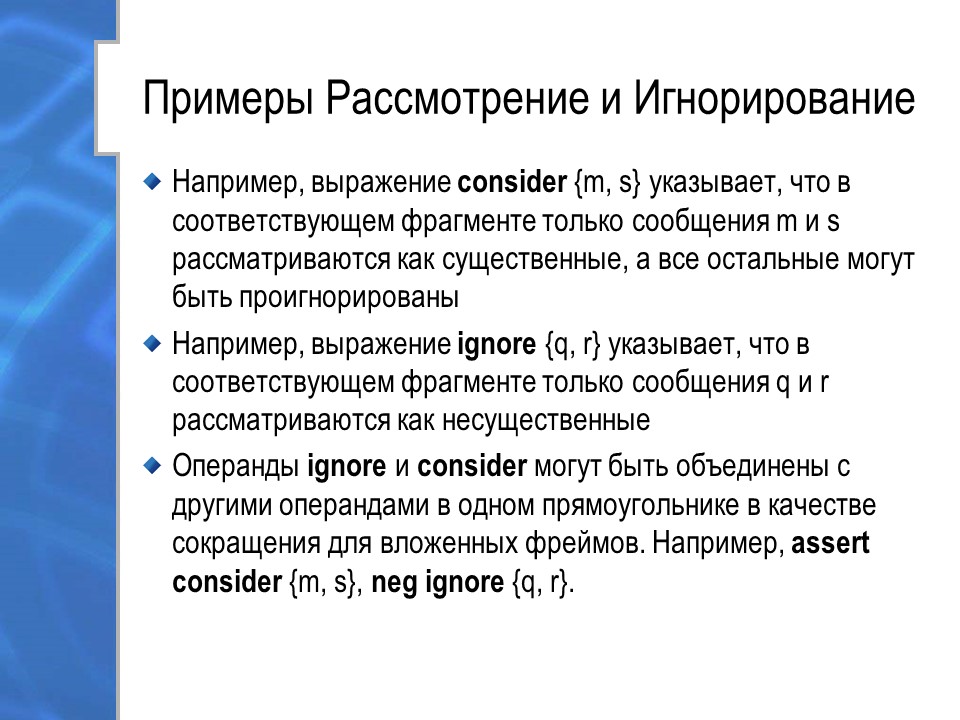 Примеры Рассмотрение и Игнорирование
Например, выражение consider {m, s} указывает, что в
соответствующем фрагменте только сообщения m и s
рассматриваются как существенные, а все остальные могут
быть проигнорированы
Например, выражение ignore {q, r} указывает, что в
соответствующем фрагменте только сообщения q и r
рассматриваются как несущественные
Операнды ignore и consider могут быть объединены с
другими операндами в одном прямоугольнике в качестве
сокращения для вложенных фреймов. Например, assert
consider {m, s}, neg ignore {q, r}.